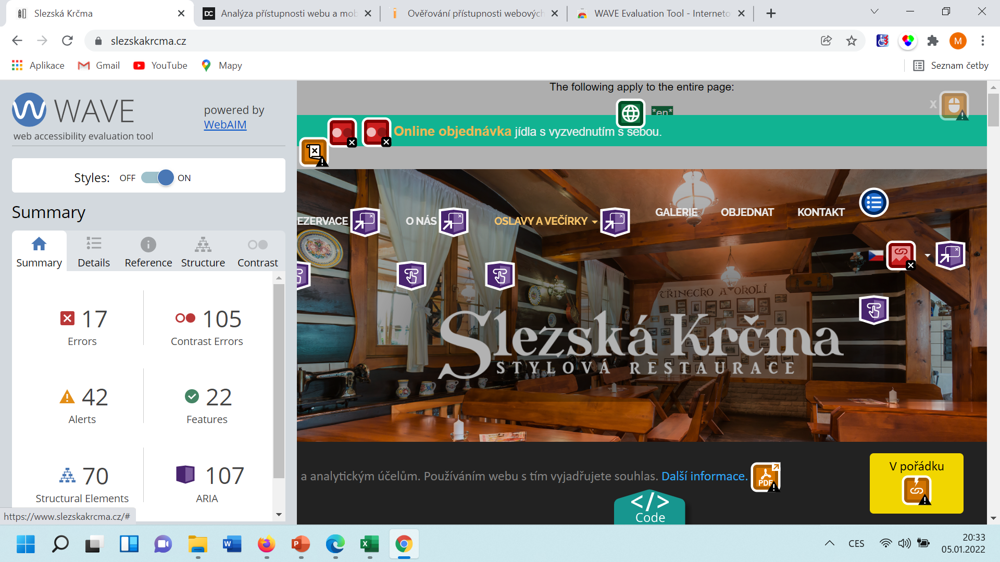 Slezská Krčma
Analýza přístupnosti webu a mob
Ověřování přístupnosti webových
WAVE Evaluation Tool - Interneto
slezskakrcma.cz
M
Aplikace
Gmail
YouTube
Mapy
Seznam četby
WAVE
powered by
WebAIM
web accessibility evaluation tool
Styles: OFF ON
Summary
Summary Details Reference Structure Contrast
17
Errors
105
Contrast Errors
42
Alerts
22
Features
70
Structural Elements
107
ARIA
https://www.slezskakrcma.cz/#
The following apply to the entire page:
*en*
X
Online objednávka jídla s vyzvednutím s sebou.
EZERVACE
O NÁS
OSLAVY A VEČÍRKY
GALERIE
OBJEDNAT
KONTAKT
TŘINECKO A OKOLÍ
Slezská Krčma
STYLOVÁ RESTAURACE
a analytickým účelům. Používáním webu s tím vyjadřujete souhlas. Další informace.
PDF
V pořádku
</>
Code
CES
20:33
05.01.2022